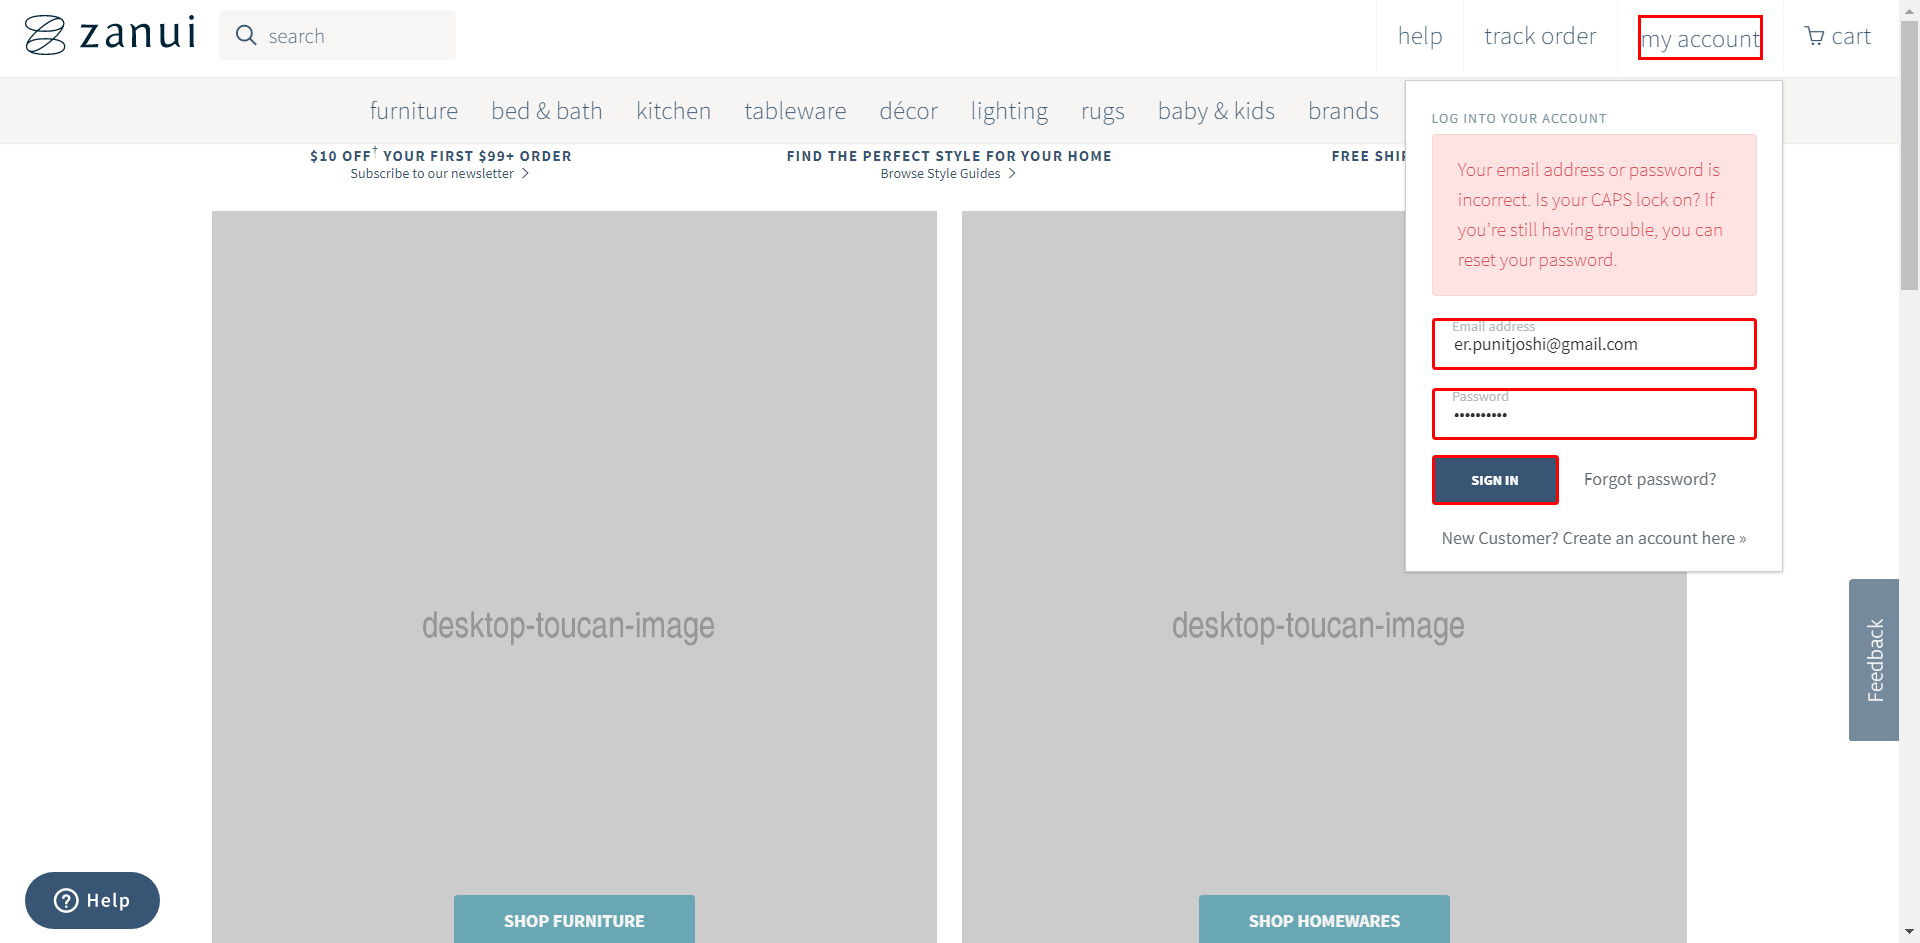 zanui
search
help
track order
my account
cart
furniture
bed & bath
kitchen
tableware
décor
lighting
rugs
baby & kids
brands
$10 OFF† YOUR FIRST $99+ ORDER
Subscribe to our newsletter
FIND THE PERFECT STYLE FOR YOUR HOME
Browse Style Guides
FREE
LOG INTO YOUR ACCOUNT
Your email address or password is
incorrect. Is your CAPS lock on? If
you’re still having trouble, you can
reset your password.
Email address
er.punitjoshi@gmail.com
Password
••••••••••
SIGN IN
Forgot password?
New Customer? Create an account here »
desktop-toucan-image
desktop-toucan-image
Feedback
Help
SHOP FURNITURE
SHOP HOMEWARES